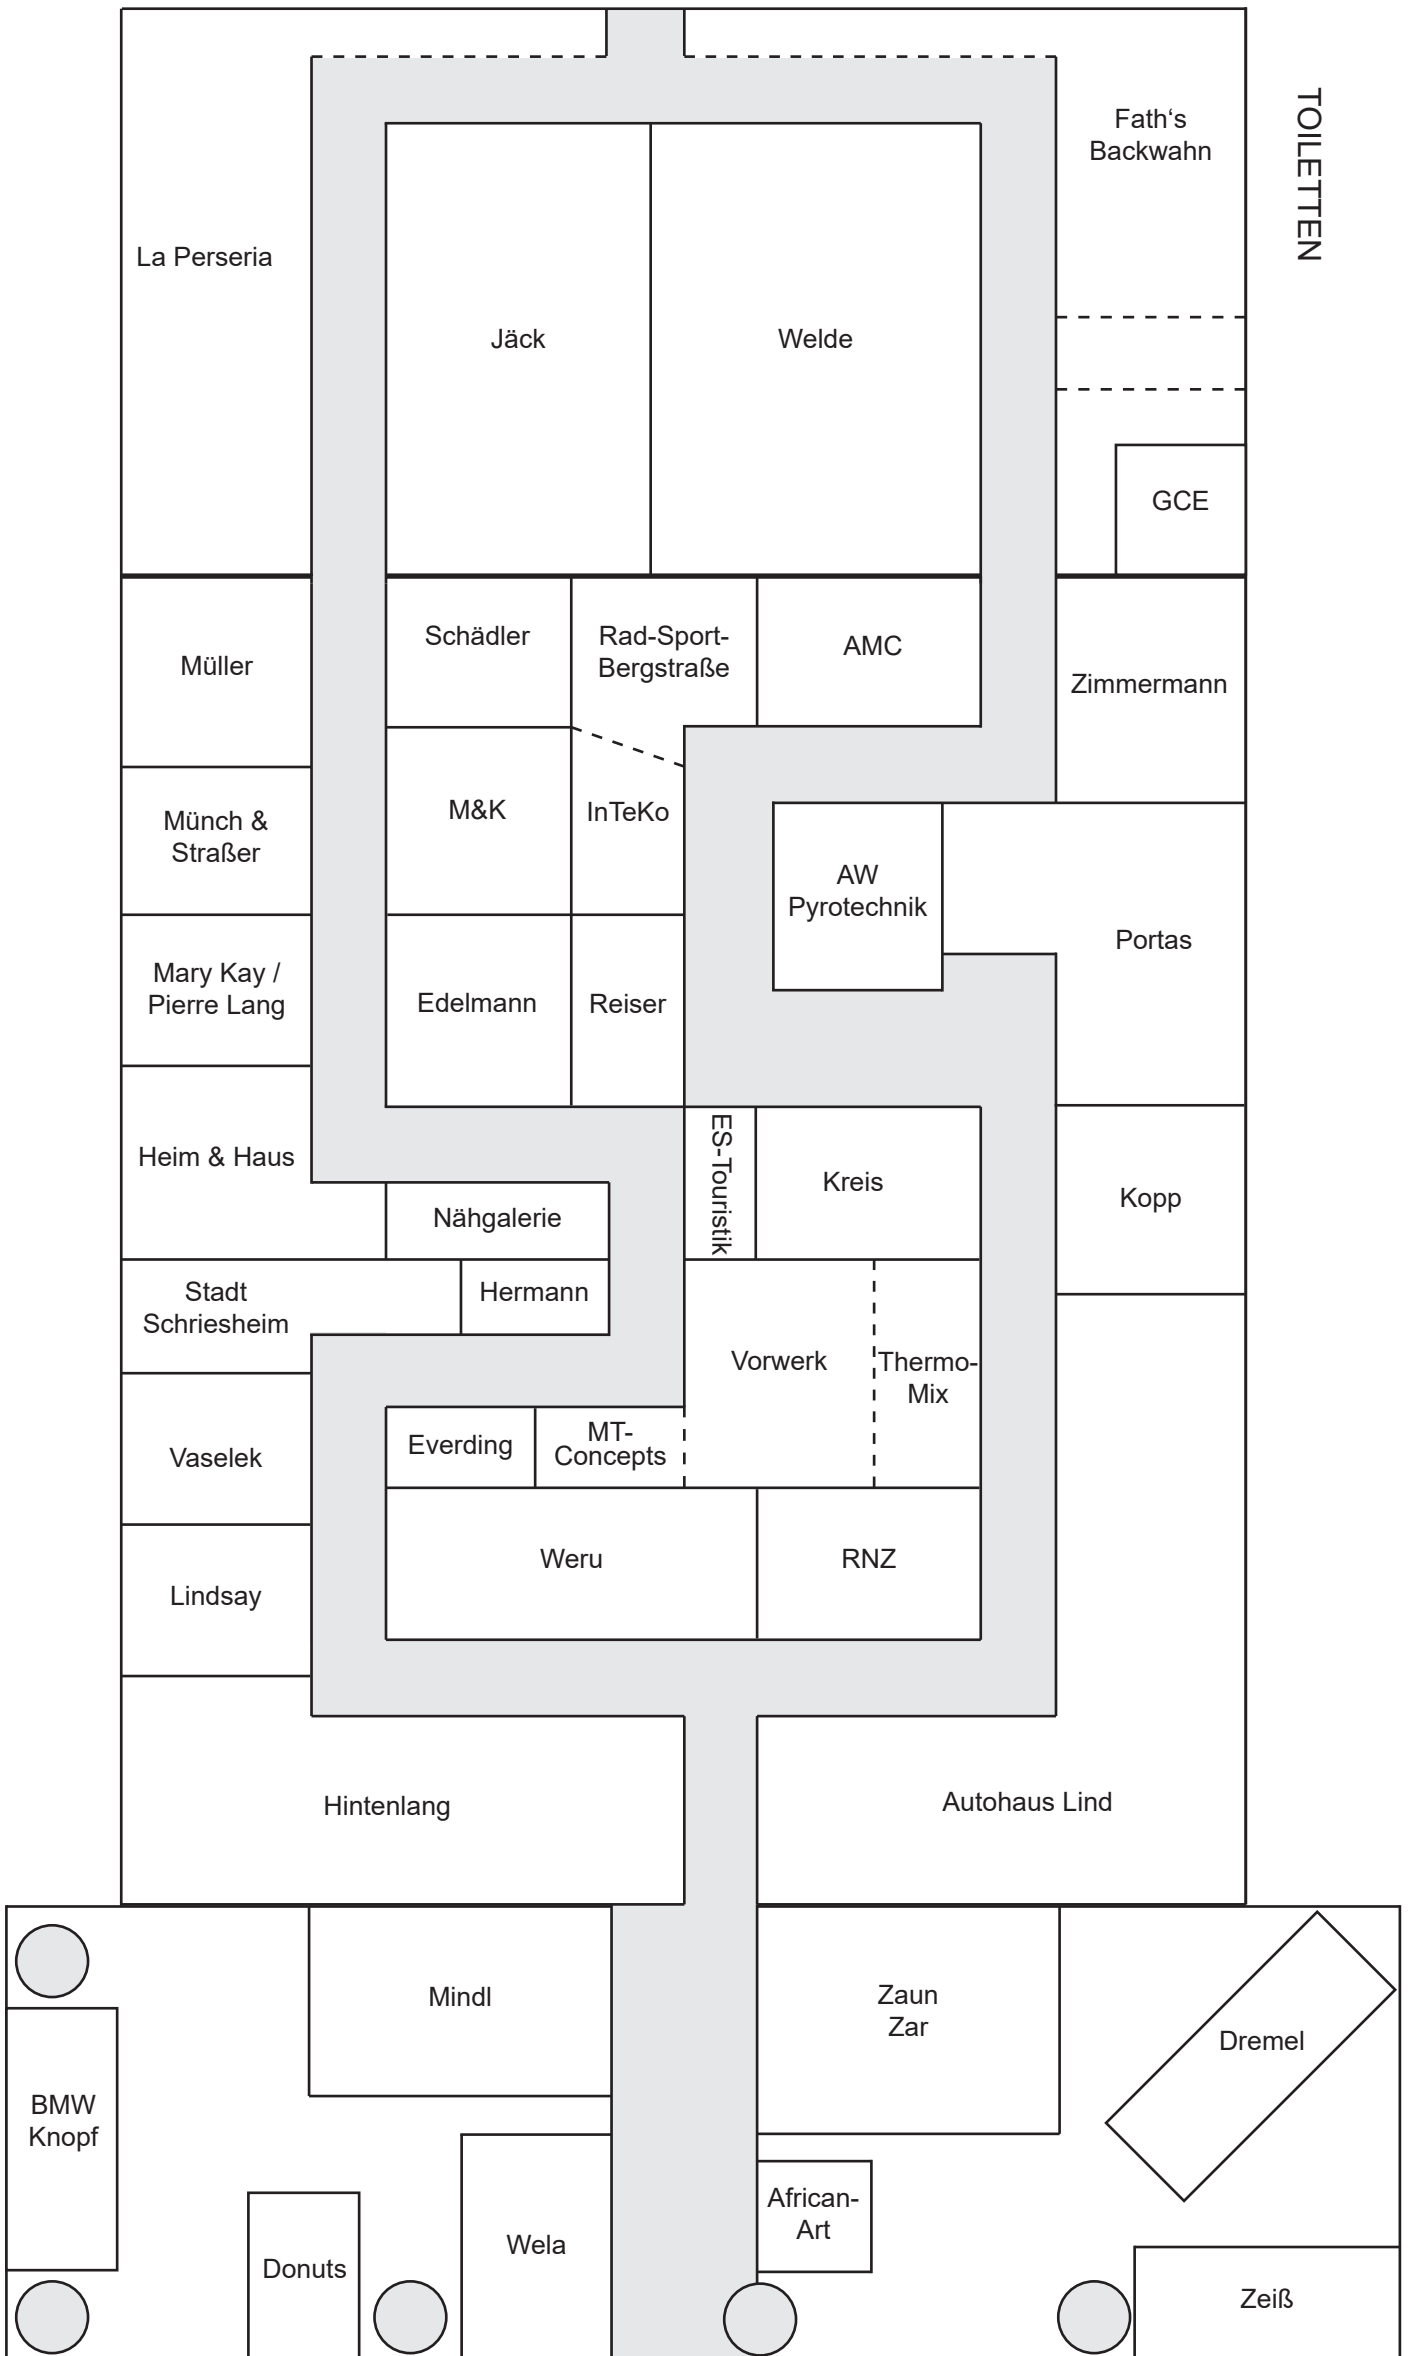 TOILETTEN
Fath‘s
Backwahn
La Perseria
Jäck
Welde
GCE
Müller
Schädler
Rad-Sport-
Bergstraße
AMC
Zimmermann
Münch &
Straßer
M&K
InTeKo
AW
Pyrotechnik
Portas
Mary Kay /
Pierre Lang
Edelmann
Reiser
Heim & Haus
ES-Touristik
Kreis
Kopp
Nähgalerie
Stadt
Schriesheim
Hermann
Vorwerk
Thermo-
Mix
Vaselek
Everding
MT-
Concepts
Weru
RNZ
Lindsay
Hintenlang
Autohaus Lind
Mindl
Zaun
Zar
Dremel
BMW
Knopf
African-
Art
Wela
Donuts
Zeiß